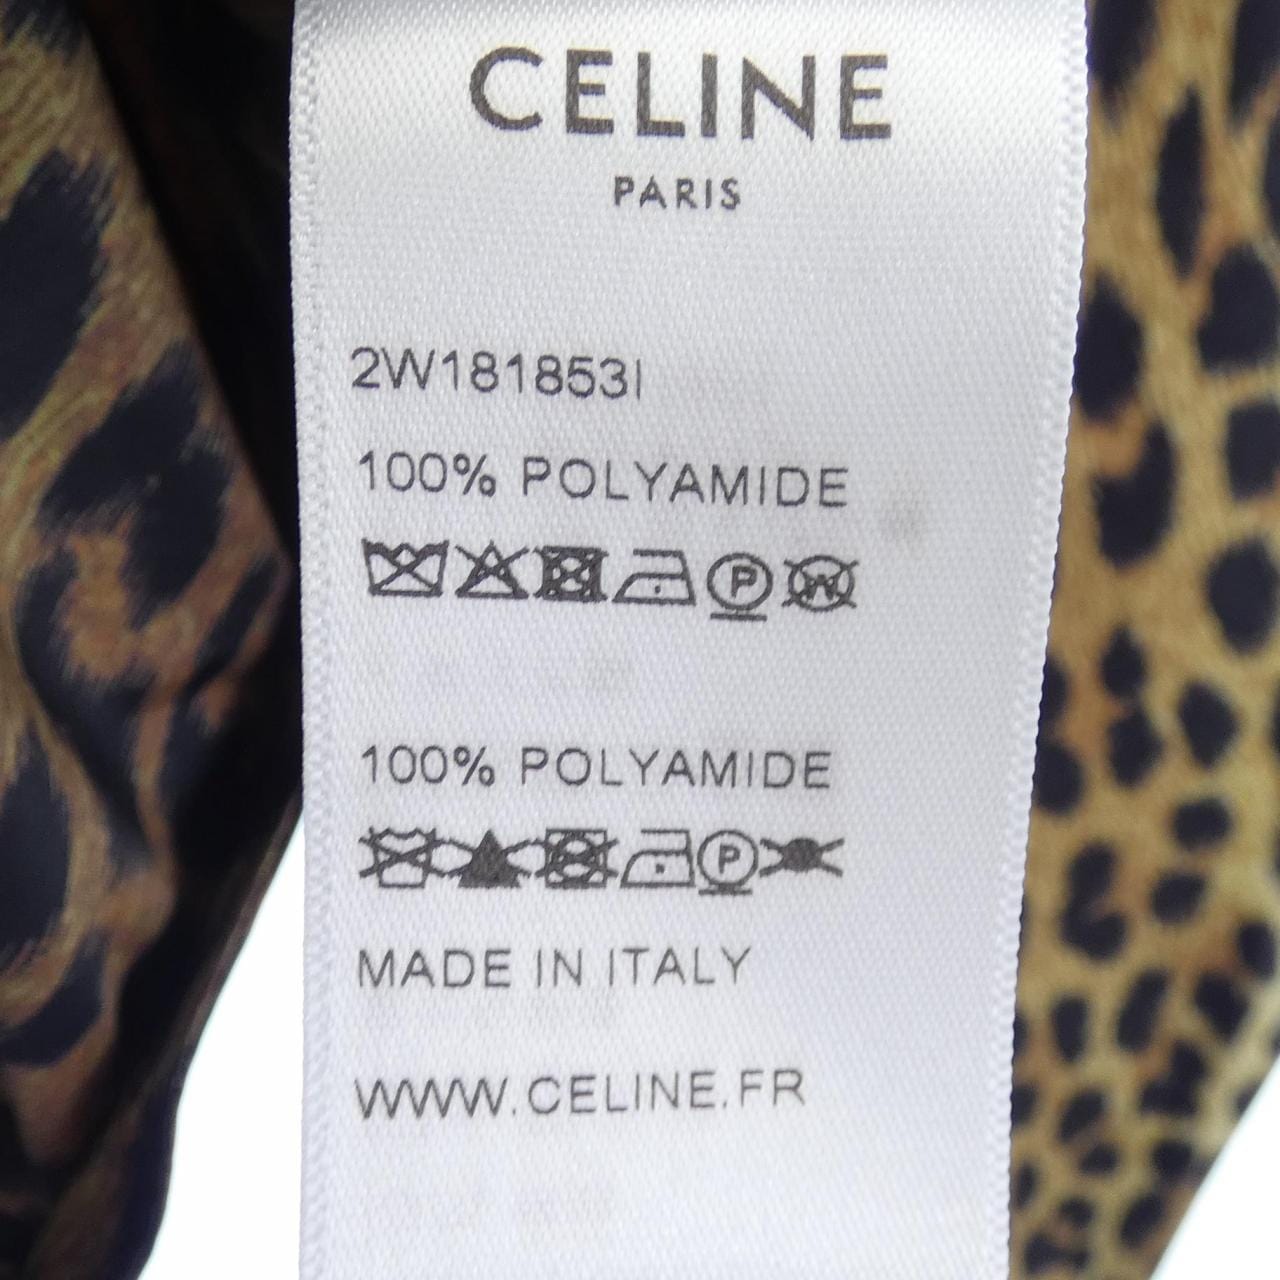 CELINE
PARIS
2W181853I
100% POLYAMIDE
P W
100% POLYAMIDE
P
MADE IN ITALY
WWW.CELINE.FR